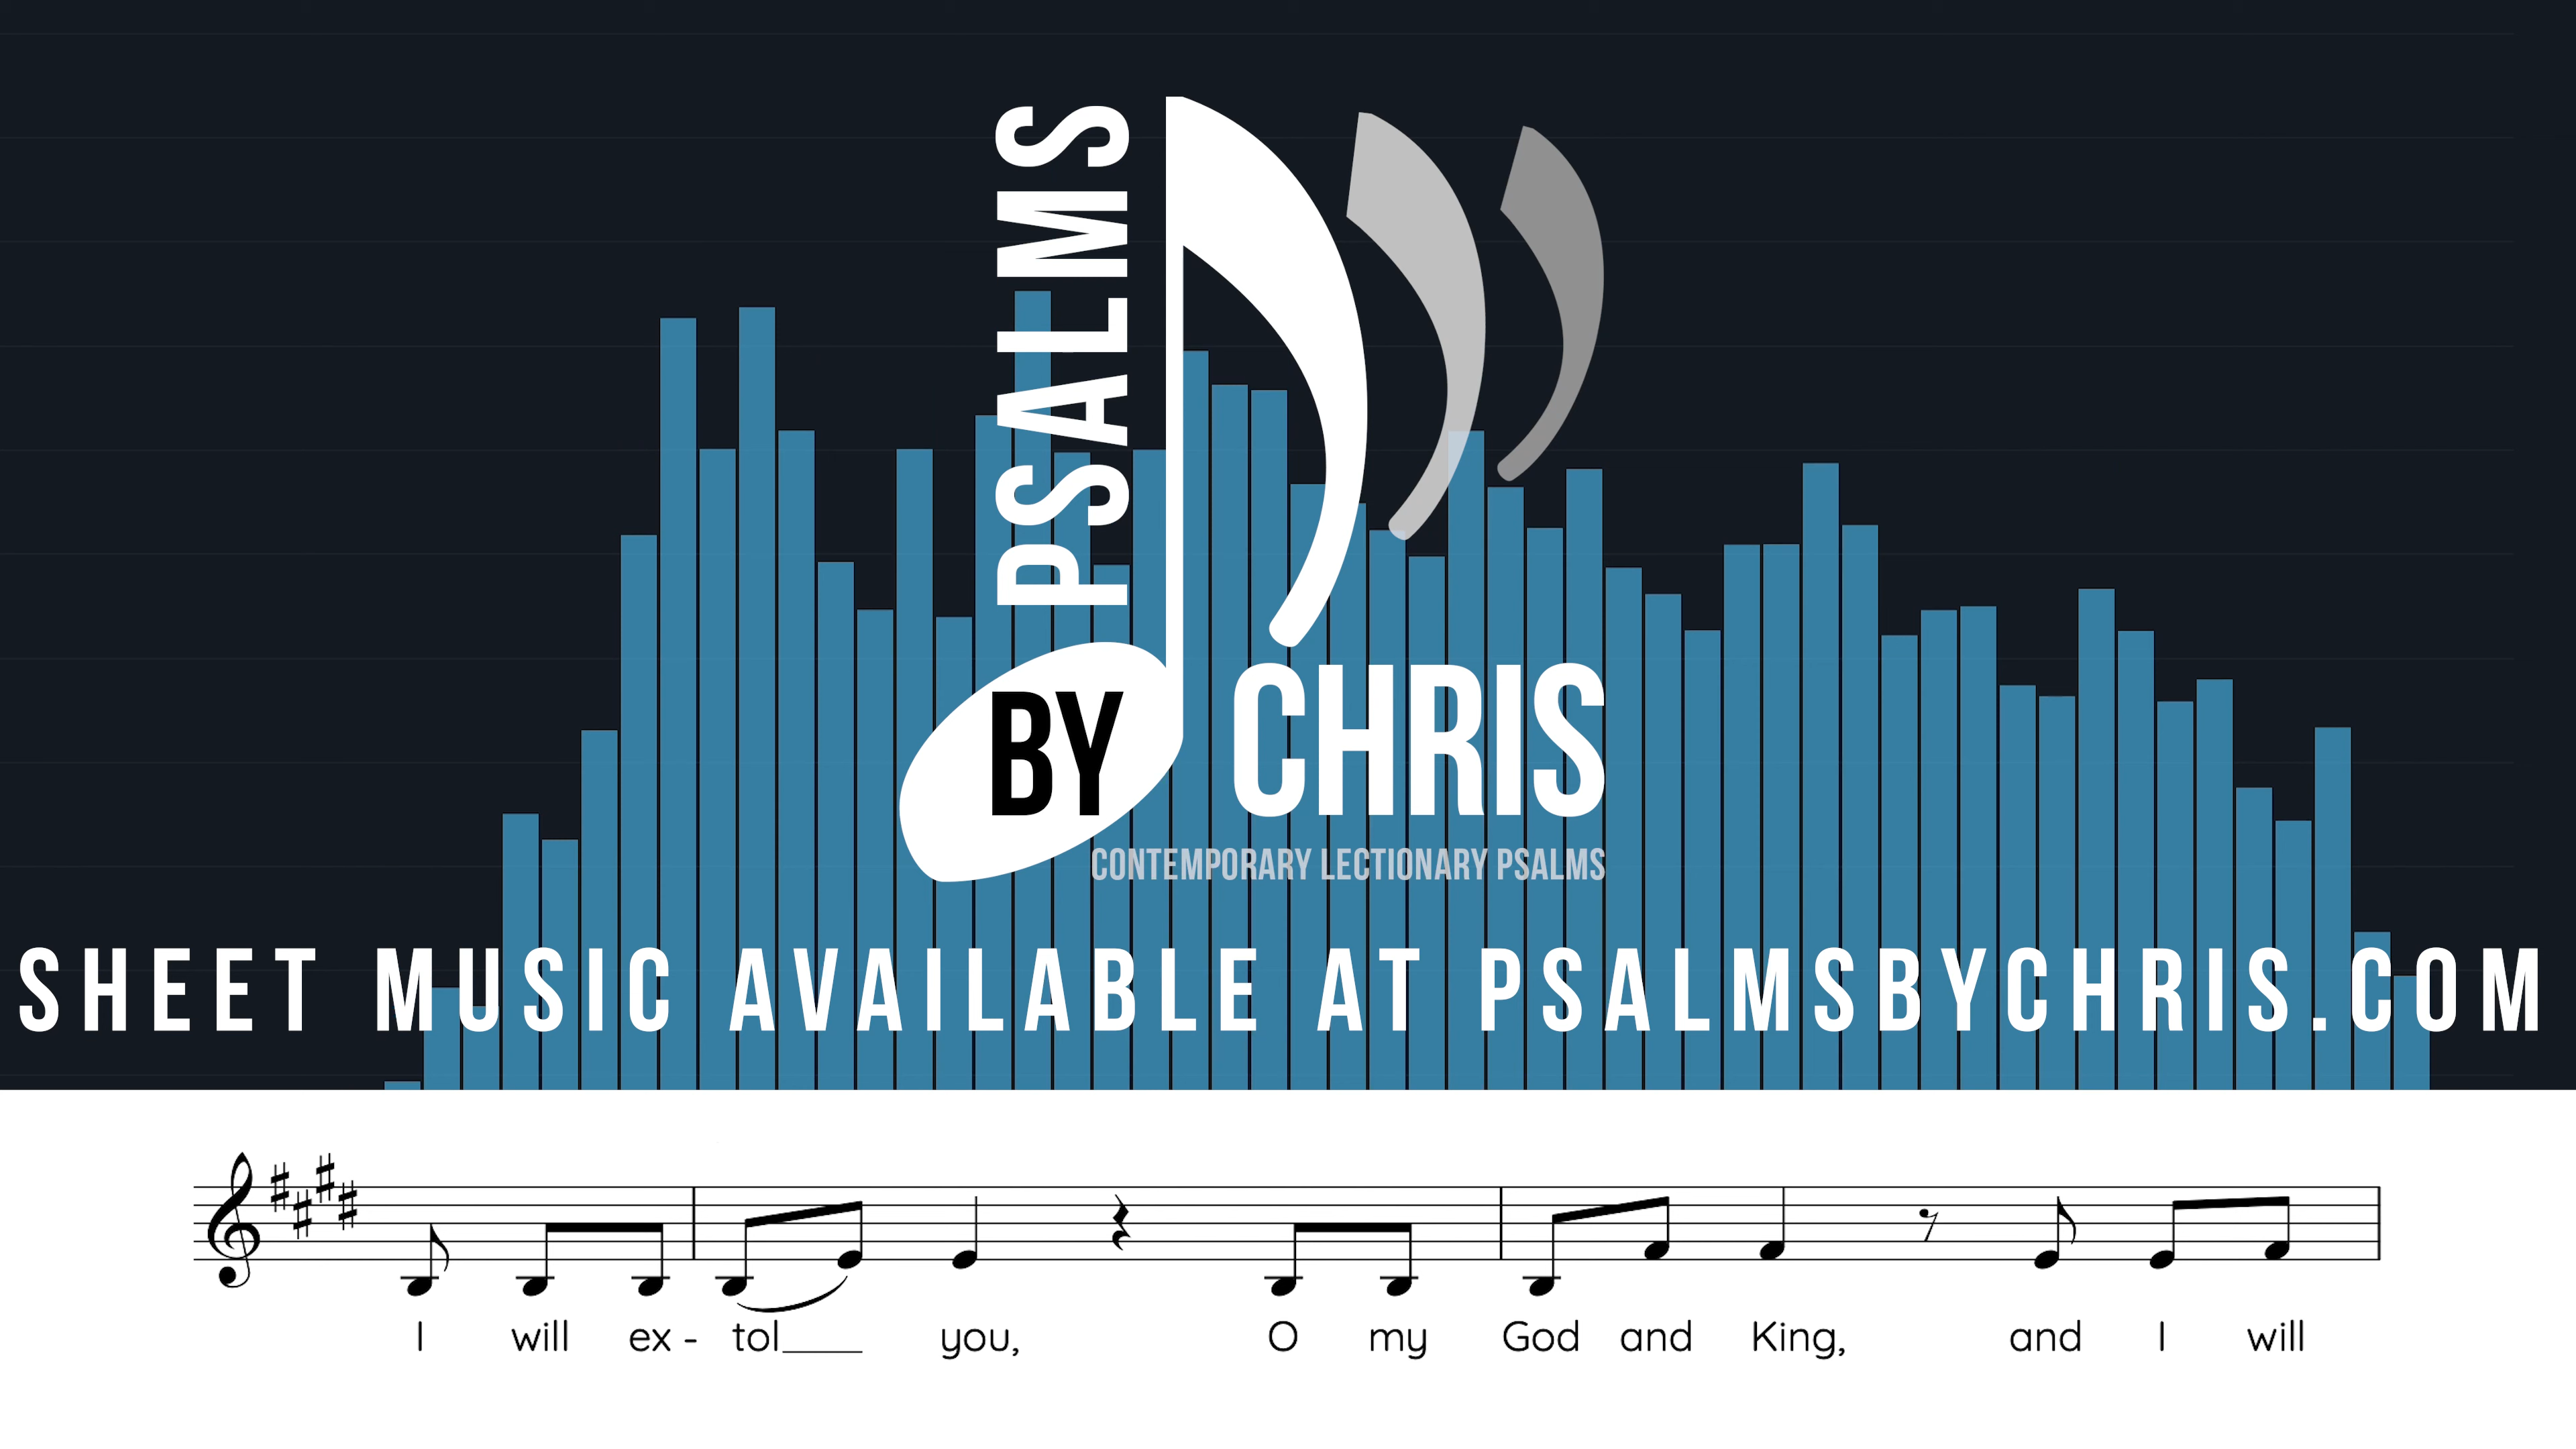 PSALMS
BY CHRIS
CONTEMPORARY LECTIONARY PSALMS
SHEET MUSIC AVAILABLE AT PSALMSBYCHRIS.COM
I will ex - tol____ you, O my God and King, and I will